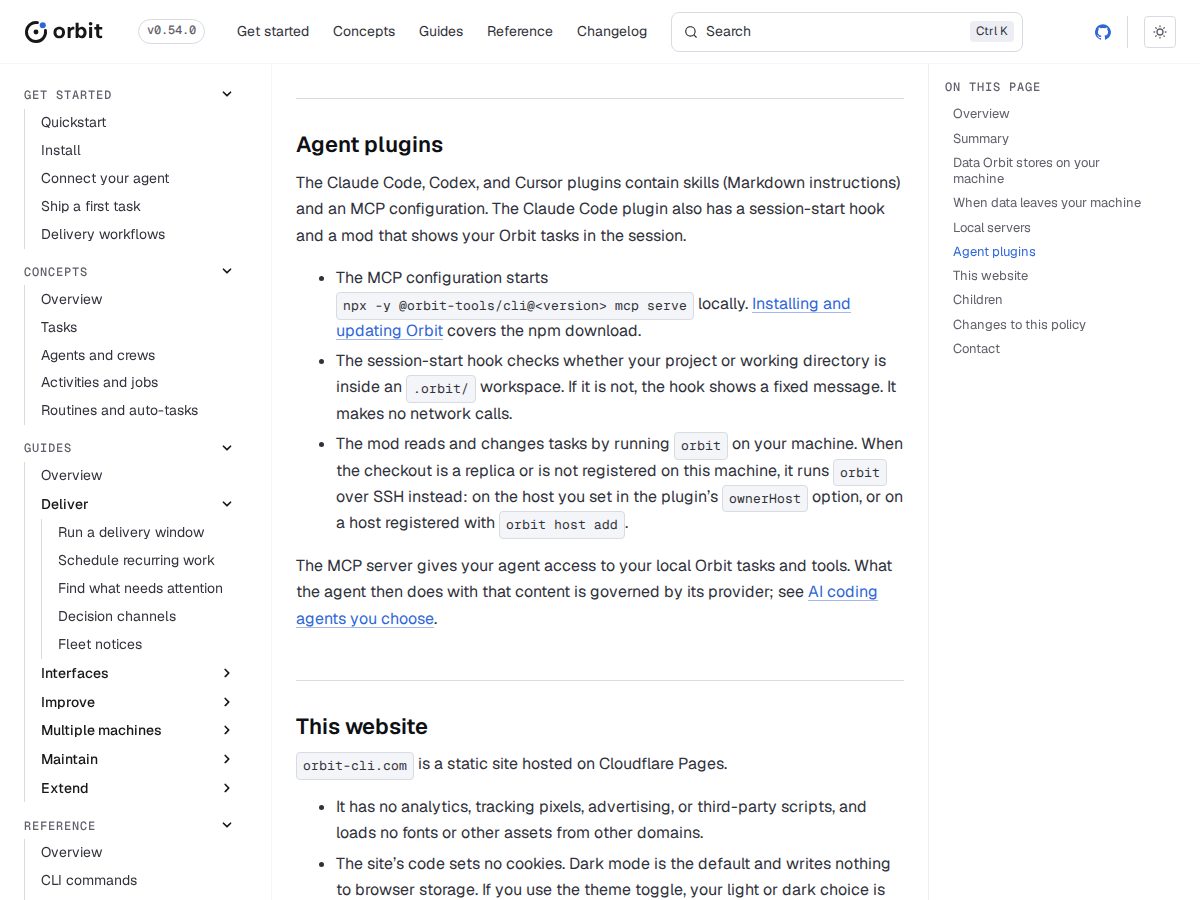 orbit
v0.54.0
Get started
Concepts
Guides
Reference
Changelog
Search
Ctrl K
GET STARTED
Quickstart
Install
Connect your agent
Ship a first task
Delivery workflows
CONCEPTS
Overview
Tasks
Agents and crews
Activities and jobs
Routines and auto-tasks
GUIDES
Overview
Deliver
Run a delivery window
Schedule recurring work
Find what needs attention
Decision channels
Fleet notices
Interfaces
Improve
Multiple machines
Maintain
Extend
REFERENCE
Overview
CLI commands
Agent plugins
The Claude Code, Codex, and Cursor plugins contain skills (Markdown instructions)
and an MCP configuration. The Claude Code plugin also has a session-start hook
and a mod that shows your Orbit tasks in the session.
• The MCP configuration starts
npx -y @orbit-tools/cli@<version> mcp serve locally. Installing and
updating Orbit covers the npm download.
• The session-start hook checks whether your project or working directory is
inside an .orbit/ workspace. If it is not, the hook shows a fixed message. It
makes no network calls.
• The mod reads and changes tasks by running orbit on your machine. When
the checkout is a replica or is not registered on this machine, it runs orbit
over SSH instead: on the host you set in the plugin’s ownerHost option, or on
a host registered with orbit host add.
The MCP server gives your agent access to your local Orbit tasks and tools. What
the agent then does with that content is governed by its provider; see AI coding
agents you choose.
This website
orbit-cli.com is a static site hosted on Cloudflare Pages.
• It has no analytics, tracking pixels, advertising, or third-party scripts, and
loads no fonts or other assets from other domains.
• The site’s code sets no cookies. Dark mode is the default and writes nothing
to browser storage. If you use the theme toggle, your light or dark choice is
ON THIS PAGE
Overview
Summary
Data Orbit stores on your
machine
When data leaves your machine
Local servers
Agent plugins
This website
Children
Changes to this policy
Contact